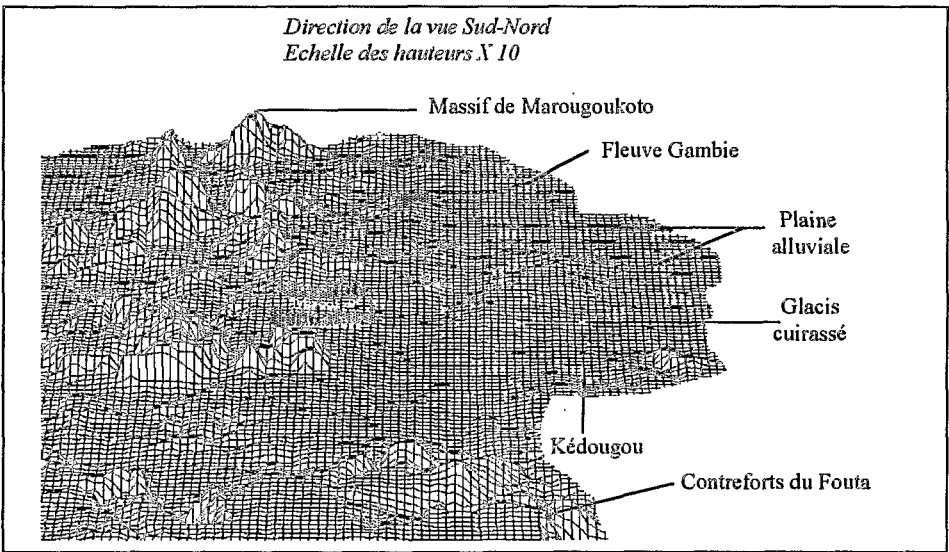 Direction de la vue Sud-Nord
Echelle des hauteurs X 10
Massif de Marougoukoto
Fleuve Gambie
Plaine
alluviale
Glacis
cuirassé
Kédougou
Contreforts du Fouta